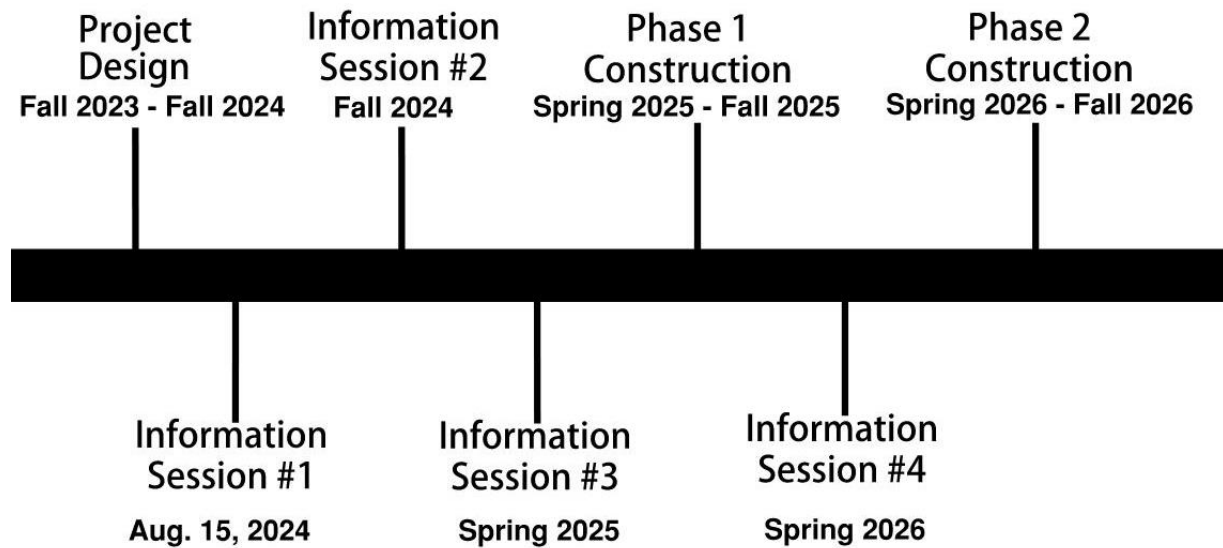 Project
Design
Fall 2023 - Fall 2024
Information
Session #2
Fall 2024
Phase 1
Construction
Spring 2025 - Fall 2025
Phase 2
Construction
Spring 2026 - Fall 2026
Information
Session #1
Aug. 15, 2024
Information
Session #3
Spring 2025
Information
Session #4
Spring 2026